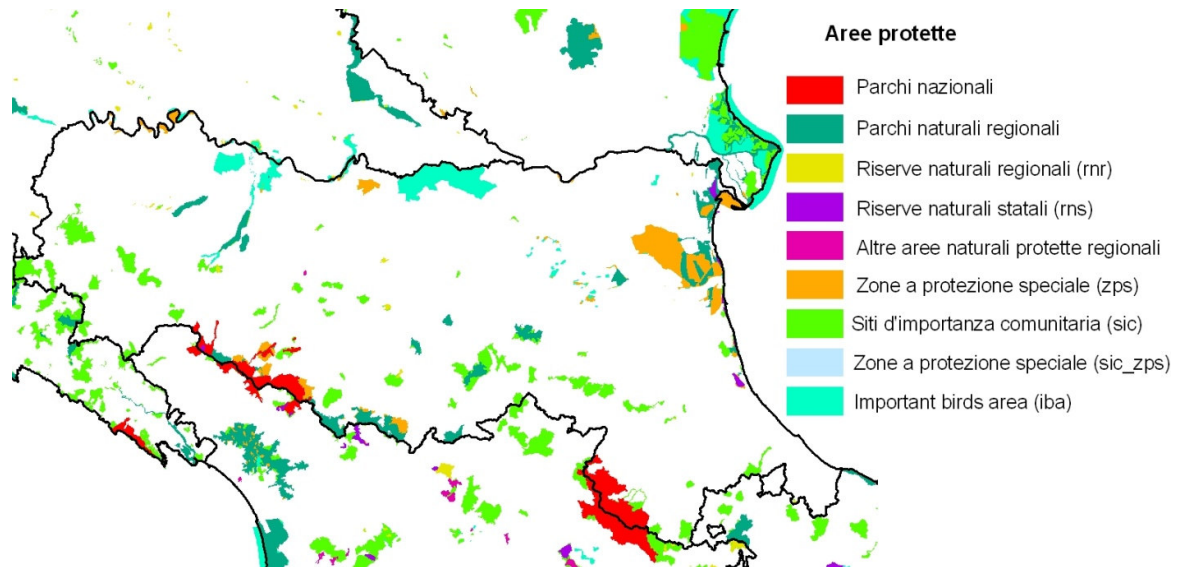 Aree protette
Parchi nazionali
Parchi naturali regionali
Riserve naturali regionali (rnr)
Riserve naturali statali (rns)
Altre aree naturali protette regionali
Zone a protezione speciale (zps)
Siti d'importanza comunitaria (sic)
Zone a protezione speciale (sic_zps)
Important birds area (iba)